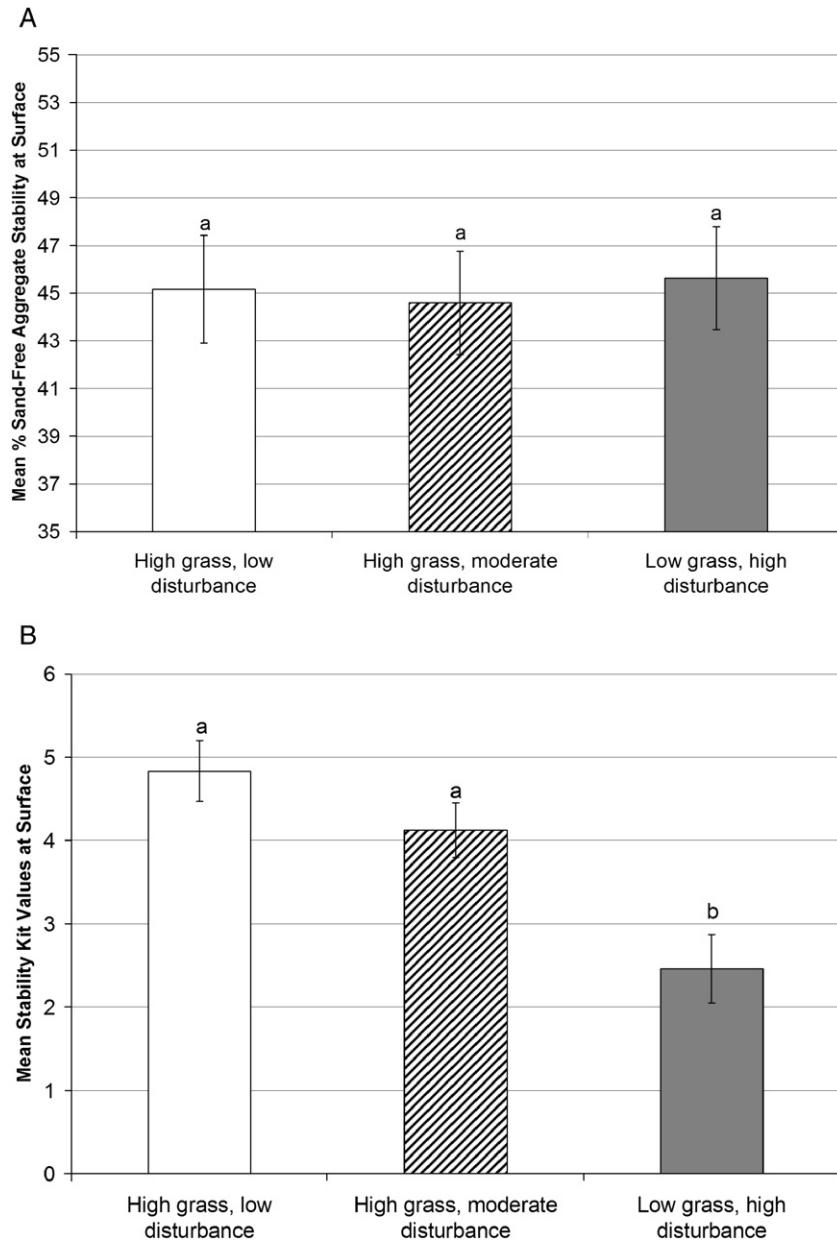 A
Mean % Sand-Free Aggregate Stability at Surface
55
53
51
49
47
45
43
41
39
37
35
a
a
a
High grass, low
disturbance
High grass, moderate
disturbance
Low grass, high
disturbance
B
Mean Stability Kit Values at Surface
6
5
4
3
2
1
0
a
a
b
High grass, low
disturbance
High grass, moderate
disturbance
Low grass, high
disturbance